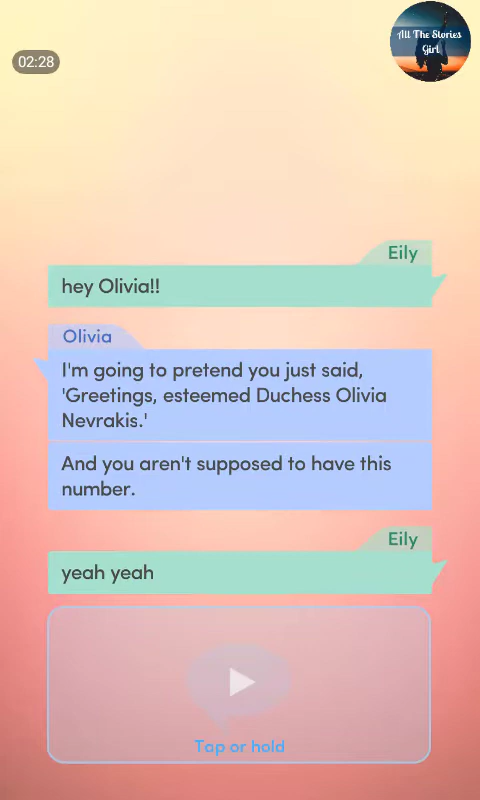 All The Stories
Girl
02:28
Eily
hey Olivia!!
Olivia
I'm going to pretend you just said,
'Greetings, esteemed Duchess Olivia
Nevrakis.'
And you aren't supposed to have this
number.
Eily
yeah yeah
Tap or hold